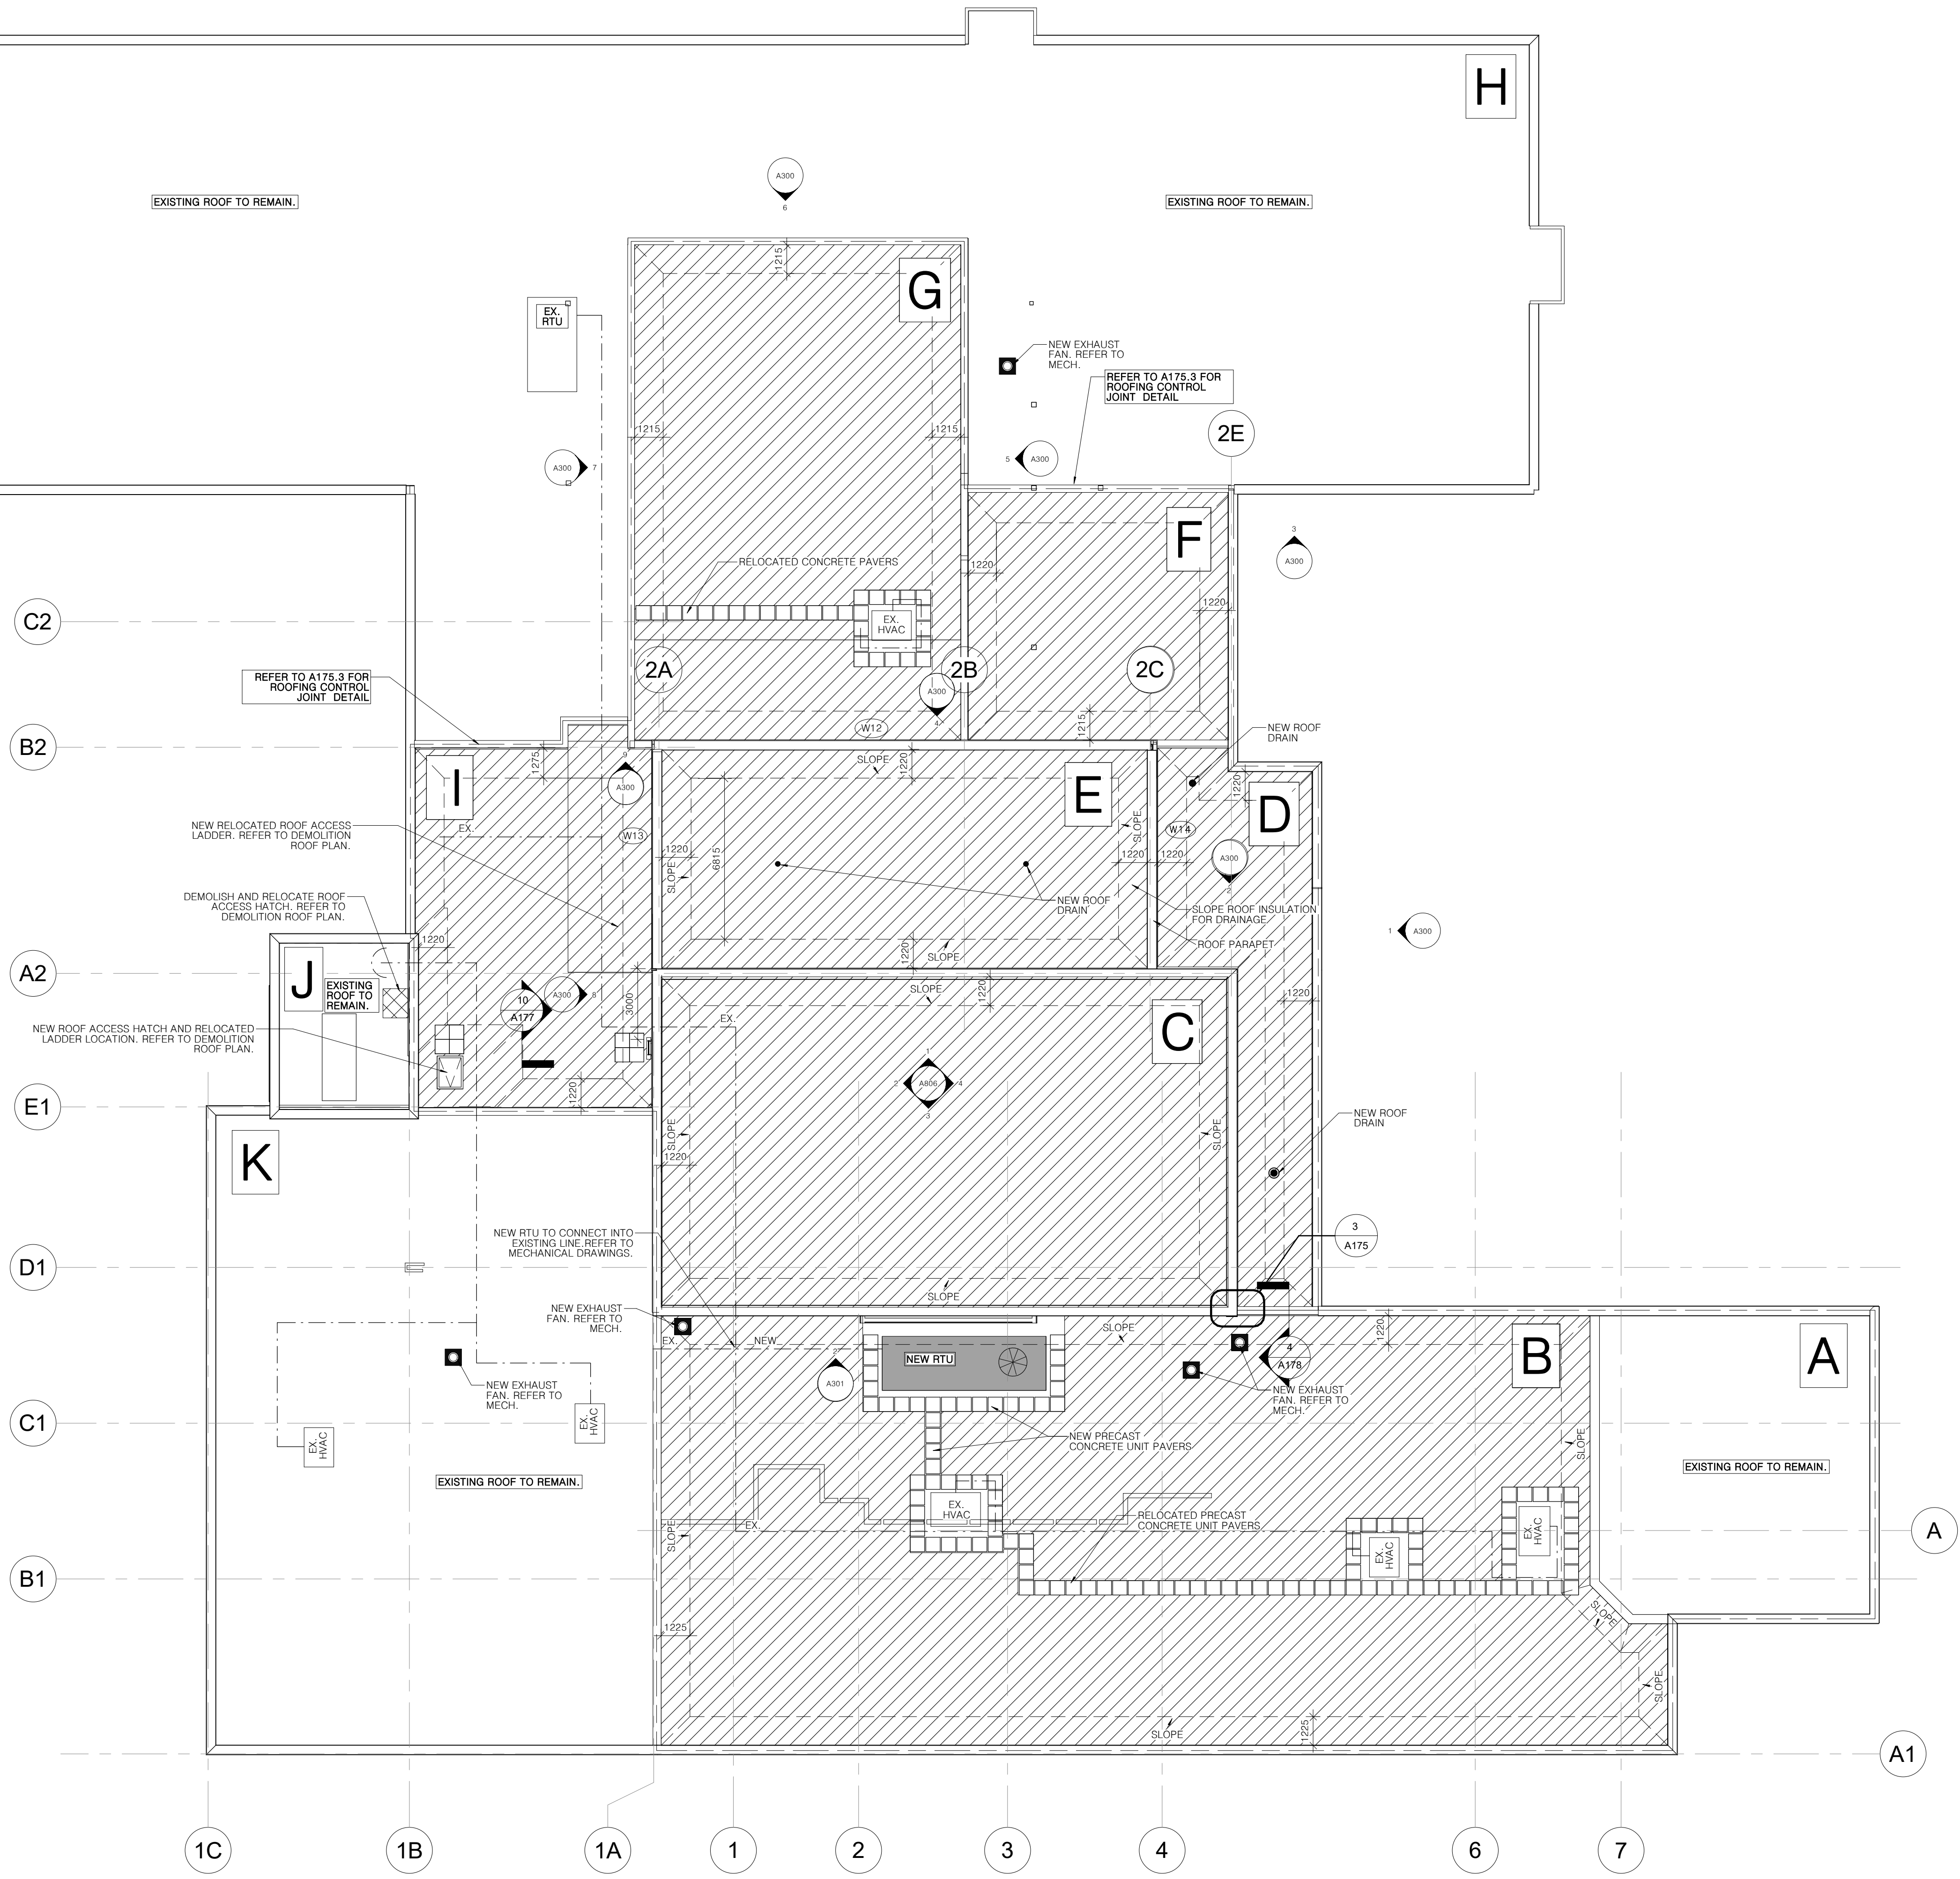 H
A300
6
EXISTING ROOF TO REMAIN.
EXISTING ROOF TO REMAIN.
1215
G
EX.
RTU
NEW EXHAUST
FAN. REFER TO
MECH.
REFER TO A175.3 FOR
ROOFING CONTROL
JOINT DETAIL
1215
1215
2E
A300
7
5
A300
F
3
A300
RELOCATED CONCRETE PAVERS
1220
1220
C2
EX.
HVAC
2A
2B
2C
REFER TO A175.3 FOR
ROOFING CONTROL
JOINT DETAIL
A300
4
W12
1215
NEW ROOF
DRAIN
B2
1275
9
A300
SLOPE
1220
I
E
1220
D
EX.
NEW RELOCATED ROOF ACCESS
LADDER. REFER TO DEMOLITION
ROOF PLAN.
W13
SLOPE
W14
1220
6815
1220
1220
A300
2
SLOPE
DEMOLISH AND RELOCATE ROOF
ACCESS HATCH. REFER TO
DEMOLITION ROOF PLAN.
NEW ROOF
DRAIN
SLOPE ROOF INSULATION
FOR DRAINAGE
1
A300
1220
1220
SLOPE
ROOF PARAPET
A2
J
EXISTING
ROOF TO
REMAIN.
10
A177
A300
8
3000
SLOPE
1220
1220
EX.
C
NEW ROOF ACCESS HATCH AND RELOCATED
LADDER LOCATION. REFER TO DEMOLITION
ROOF PLAN.
1
2
A806
4
3
1220
E1
NEW ROOF
DRAIN
K
SLOPE
SLOPE
1220
NEW RTU TO CONNECT INTO
EXISTING LINE.REFER TO
MECHANICAL DRAWINGS.
3
A175
D1
SLOPE
NEW EXHAUST
FAN. REFER TO
MECH.
SLOPE
1220
EX.
NEW
2
A301
NEW RTU
4
A178
B
A
NEW EXHAUST
FAN. REFER TO
MECH.
NEW EXHAUST
FAN. REFER TO
MECH.
C1
EX.
HVAC
EX.
HVAC
NEW PRECAST
CONCRETE UNIT PAVERS
SLOPE
EXISTING ROOF TO REMAIN.
EXISTING ROOF TO REMAIN.
EX.
HVAC
SLOPE
EX.
RELOCATED PRECAST
CONCRETE UNIT PAVERS
EX.
HVAC
EX.
HVAC
A
B1
SLOPE
1225
SLOPE
SLOPE
1225
A1
1C
1B
1A
1
2
3
4
6
7